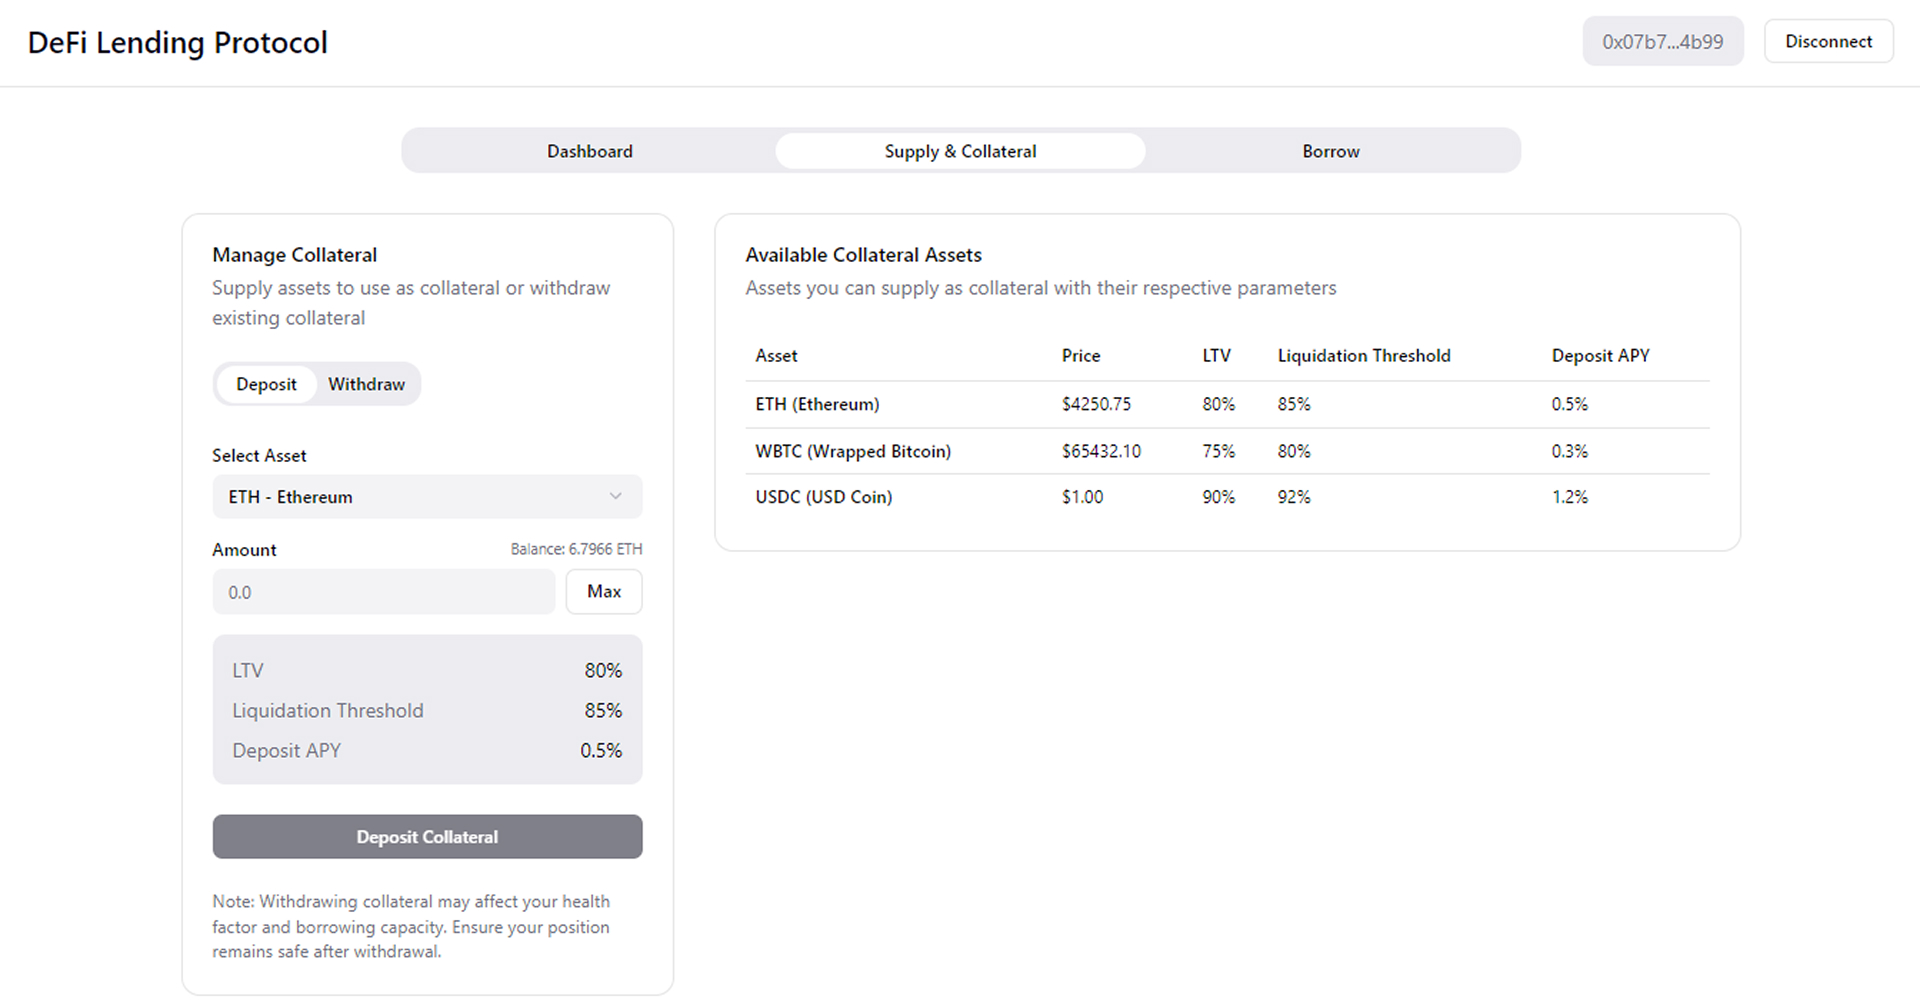 DeFi Lending Protocol
0x07b7...4b99
Disconnect
Dashboard
Supply & Collateral
Borrow
Manage Collateral
Supply assets to use as collateral or withdraw
existing collateral
Deposit
Withdraw
Select Asset
ETH - Ethereum
Amount
Balance: 6.7966 ETH
0.0
Max
LTV 80%
Liquidation Threshold 85%
Deposit APY 0.5%
Deposit Collateral
Note: Withdrawing collateral may affect your health
factor and borrowing capacity. Ensure your position
remains safe after withdrawal.
Available Collateral Assets
Assets you can supply as collateral with their respective parameters
Asset Price LTV Liquidation Threshold Deposit APY
ETH (Ethereum) $4250.75 80% 85% 0.5%
WBTC (Wrapped Bitcoin) $65432.10 75% 80% 0.3%
USDC (USD Coin) $1.00 90% 92% 1.2%